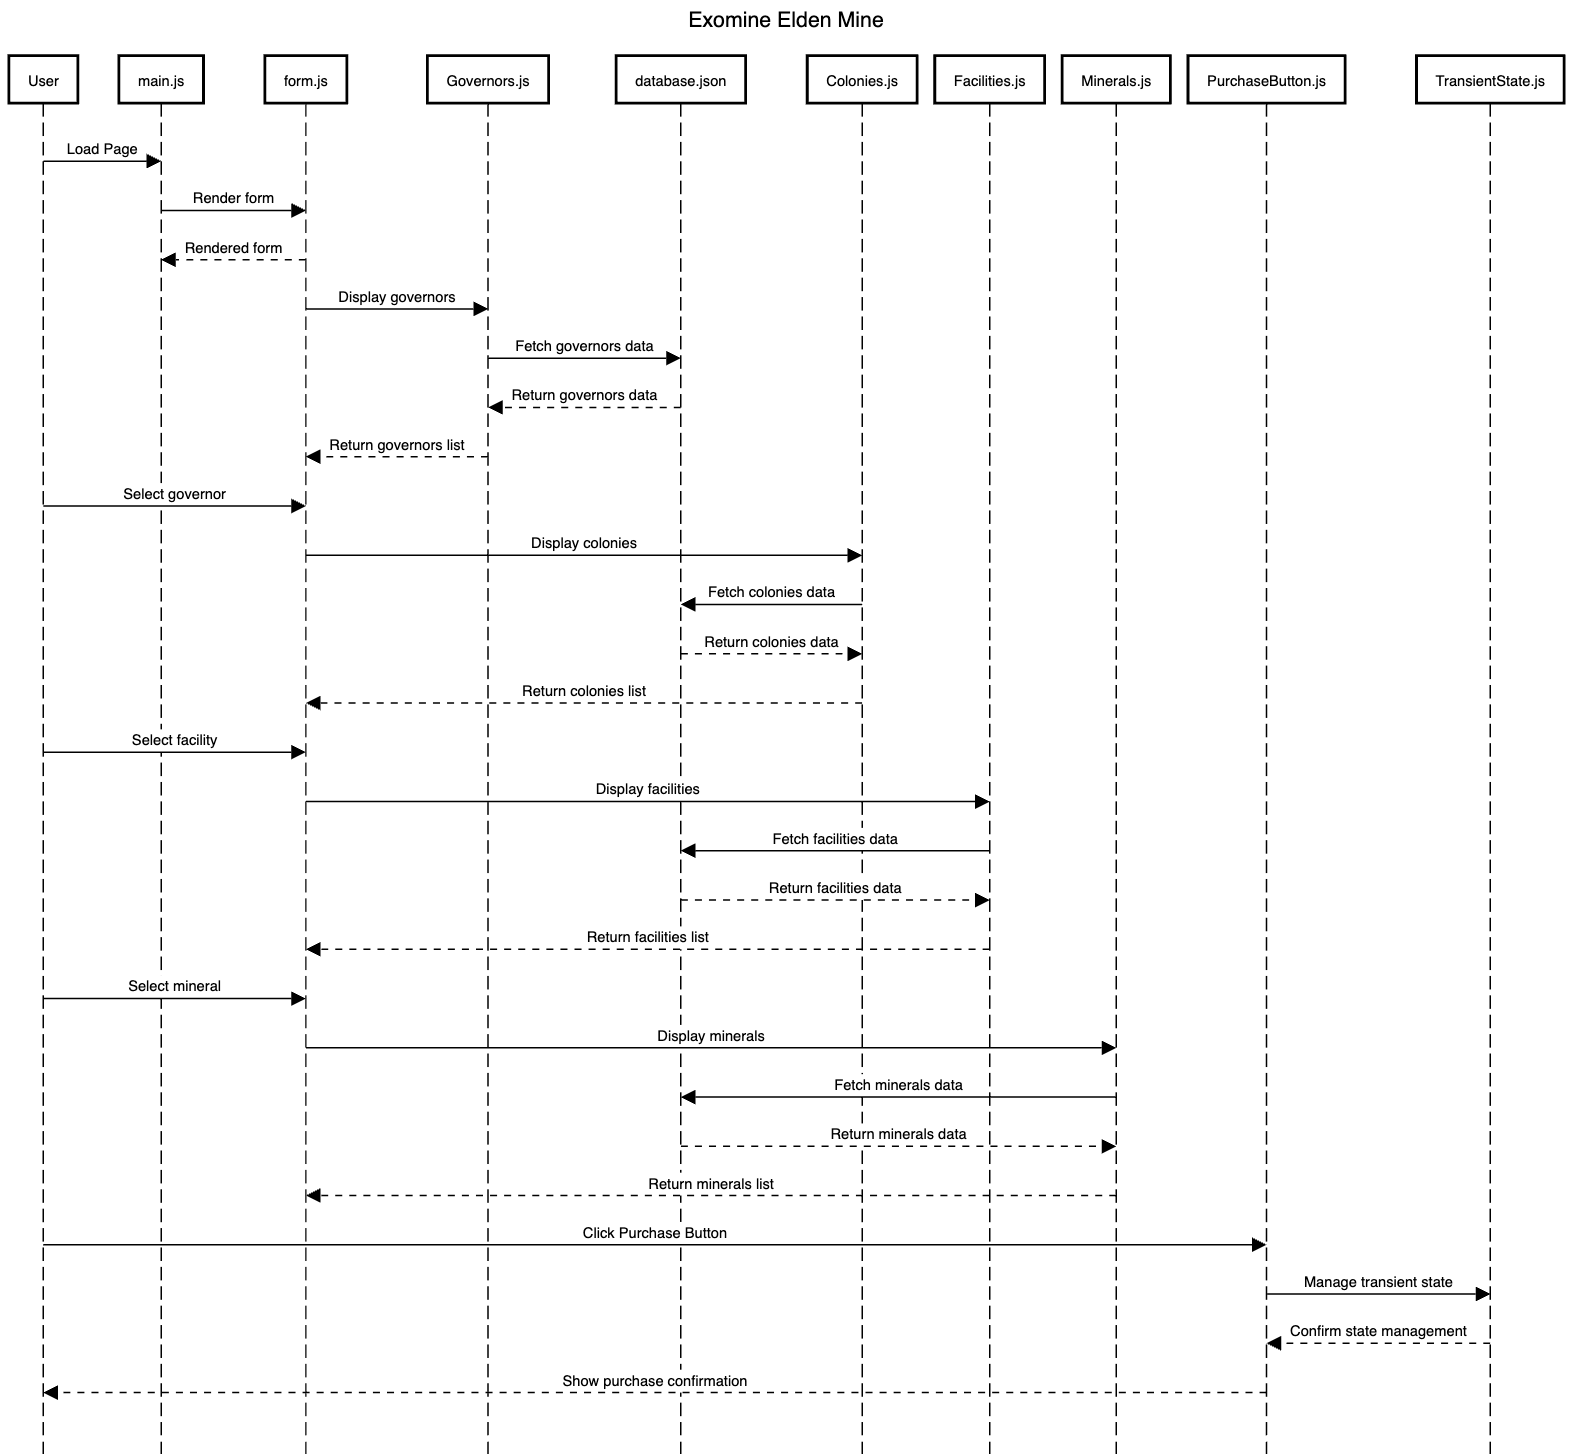 Exomine Elden Mine
User
main.js
form.js
Governors.js
database.json
Colonies.js
Facilities.js
Minerals.js
PurchaseButton.js
TransientState.js
Load Page
Render form
Rendered form
Display governors
Fetch governors data
Return governors data
Return governors list
Select governor
Display colonies
Fetch colonies data
Return colonies data
Return colonies list
Select facility
Display facilities
Fetch facilities data
Return facilities data
Return facilities list
Select mineral
Display minerals
Fetch minerals data
Return minerals data
Return minerals list
Click Purchase Button
Manage transient state
Confirm state management
Show purchase confirmation